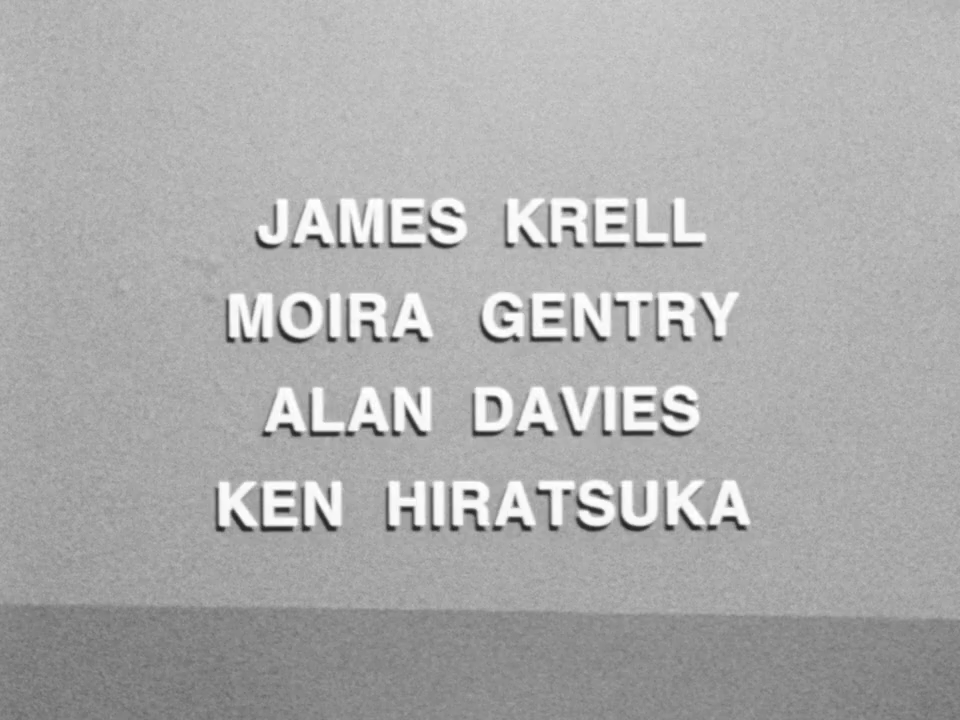 JAMES KRELL
MOIRA GENTRY
ALAN DAVIES
KEN HIRATSUKA